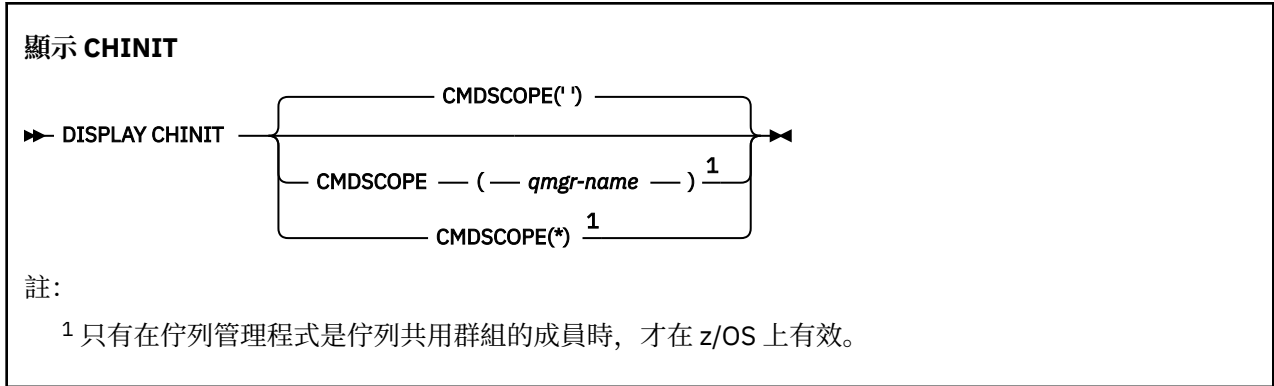 顯示 CHINIT
CMDSCOPE(' ')
DISPLAY CHINIT
CMDSCOPE ( qmgr-name ) 1
CMDSCOPE(*) 1
註：
1 只有在佇列管理程式是佇列共用群組的成員時，才在 z/OS 上有效。